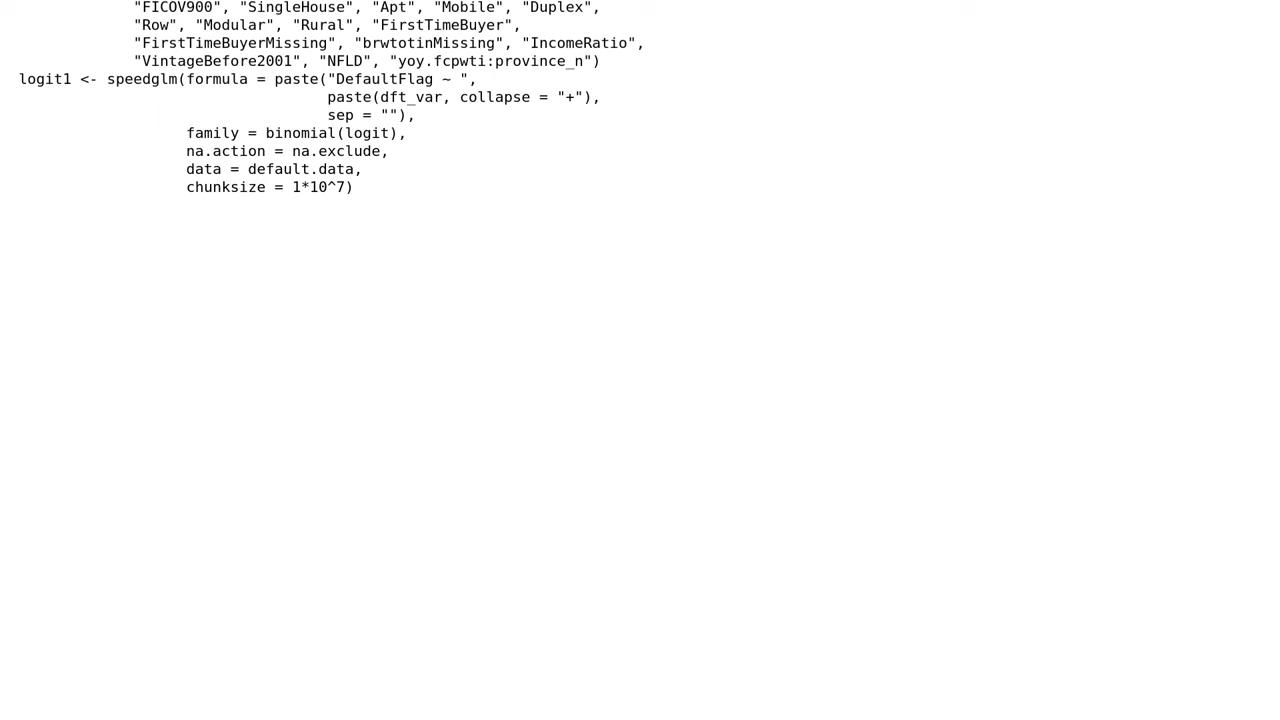 "FICOV900", "SingleHouse", "Apt", "Mobile", "Duplex",
"Row", "Modular", "Rural", "FirstTimeBuyer",
"FirstTimeBuyerMissing", "brwtotinMissing", "IncomeRatio",
"VintageBefore2001", "NFLD", "yoy.fcpwti:province_n")
logit1 <- speedglm(formula = paste("DefaultFlag ~ ",
paste(dft_var, collapse = "+"),
sep = ""),
family = binomial(logit),
na.action = na.exclude,
data = default.data,
chunksize = 1*10^7)